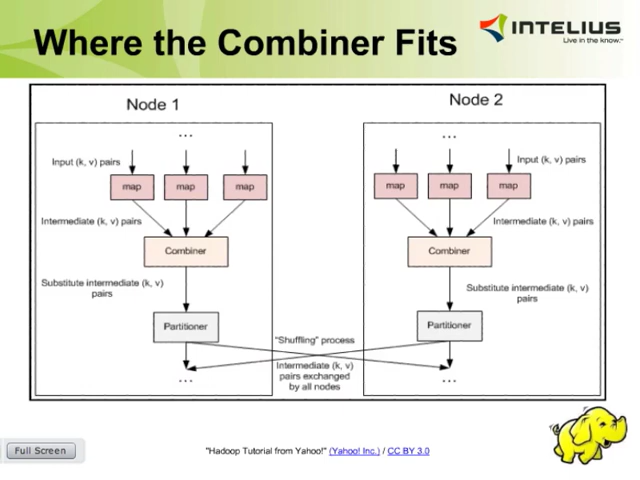 Where the Combiner Fits
INTELIUS
Live in the know.™
Node 1
Node 2
...
...
Input (k, v) pairs
Input (k, v) pairs
map
map
map
map
map
map
Intermediate (k, v) pairs
Intermediate (k, v) pairs
Combiner
Combiner
Substitute intermediate (k, v)
pairs
Substitute intermediate (k, v)
pairs
Partitioner
Partitioner
"Shuffling" process
Intermediate (k, v)
pairs exchanged
by all nodes
...
...
Full Screen
"Hadoop Tutorial from Yahoo!" (Yahoo! Inc.) / CC BY 3.0